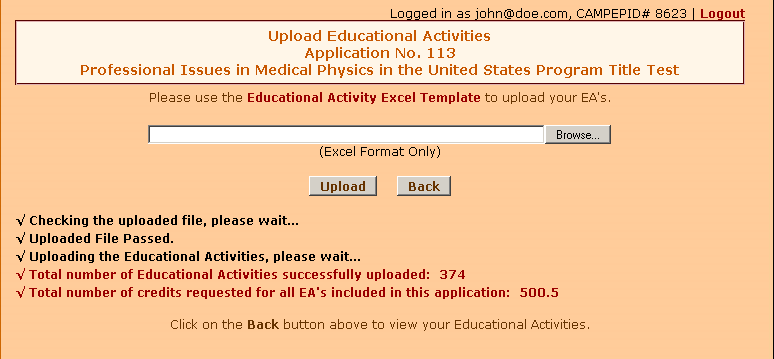 Logged in as john@doe.com, CAMPEPID# 8623 | Logout
Upload Educational Activities
Application No. 113
Professional Issues in Medical Physics in the United States Program Title Test
Please use the Educational Activity Excel Template to upload your EA's.
Browse...
(Excel Format Only)
Upload Back
√ Checking the uploaded file, please wait...
√ Uploaded File Passed.
√ Uploading the Educational Activities, please wait...
√ Total number of Educational Activities successfully uploaded: 374
√ Total number of credits requested for all EA's included in this application: 500.5
Click on the Back button above to view your Educational Activities.